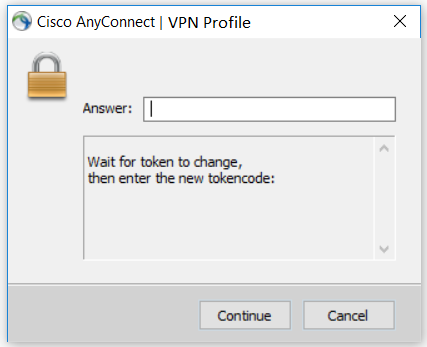 Cisco AnyConnect | VPN Profile
Answer:
Wait for token to change,
then enter the new tokencode:
Continue Cancel